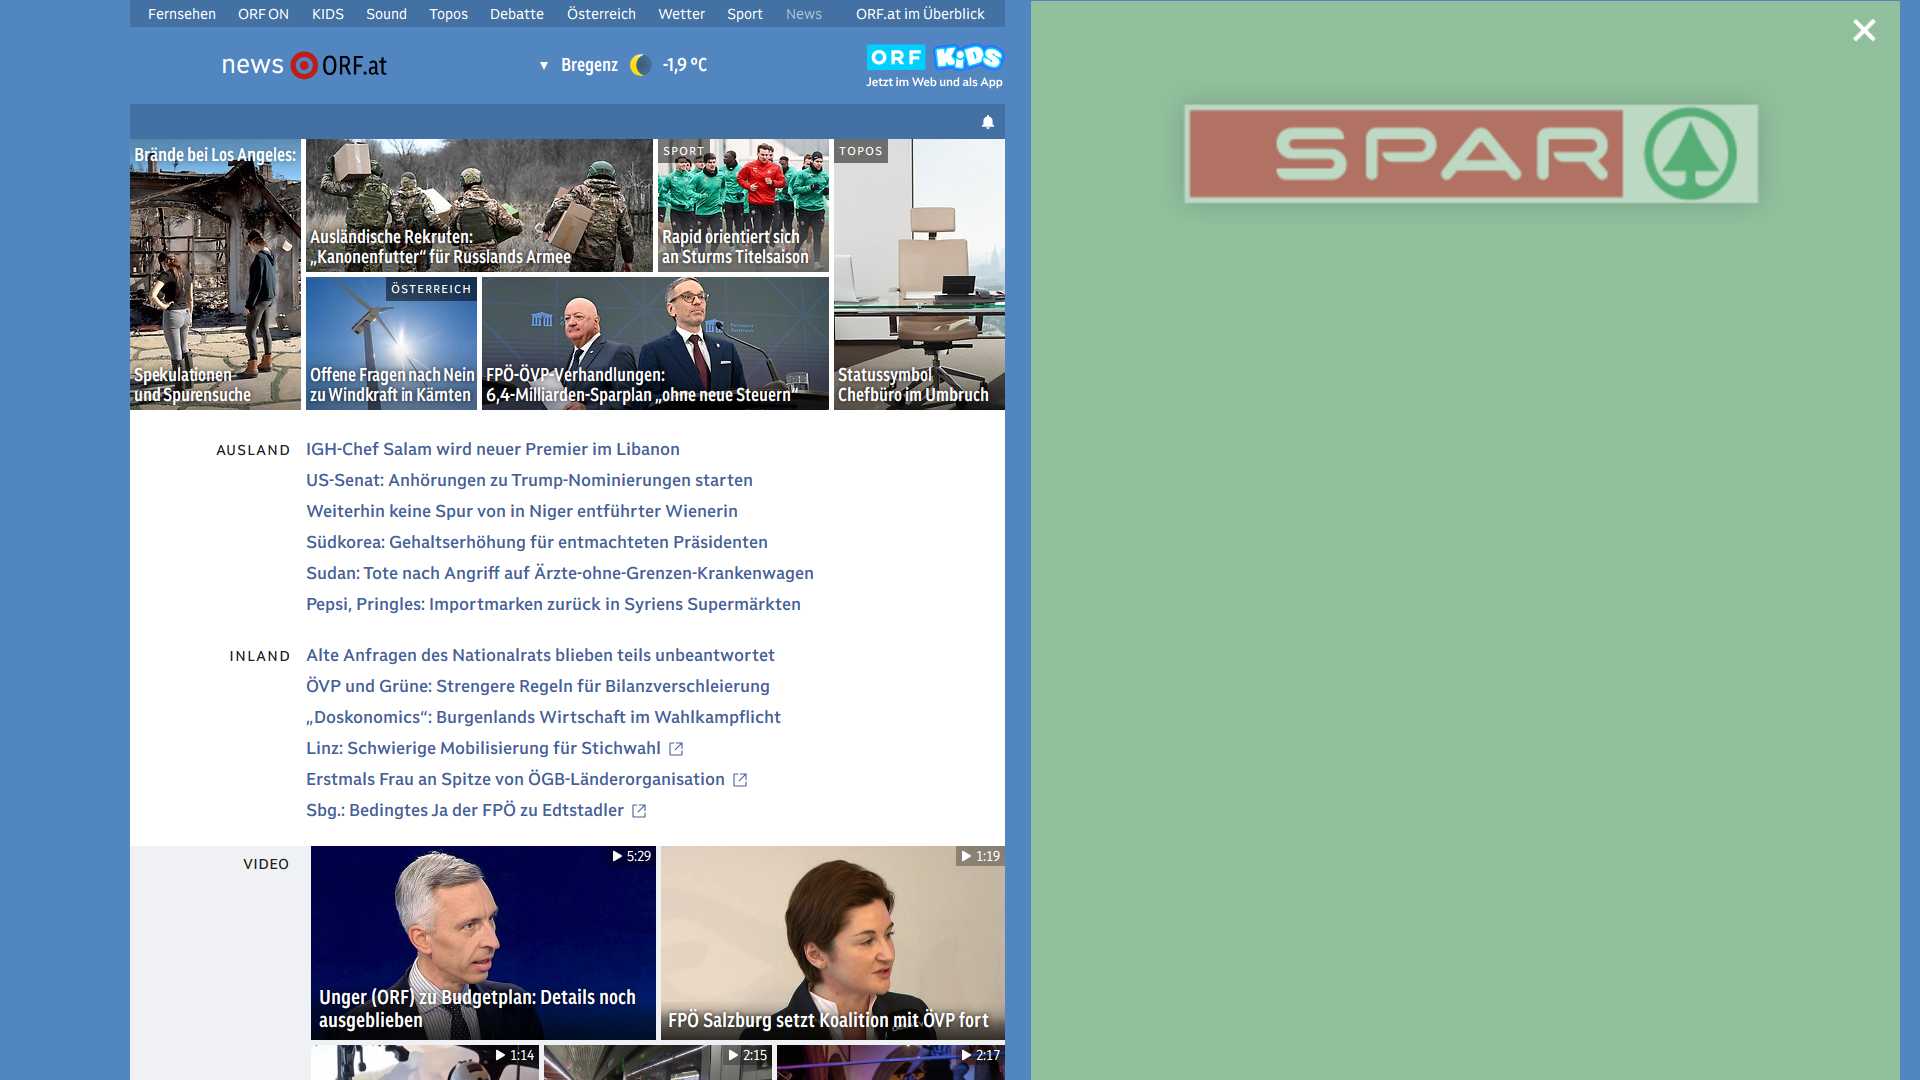 Fernsehen ORF ON KIDS Sound Topos Debatte Österreich Wetter Sport News ORF.at im Überblick
news ORF.at
▼ Bregenz -1,9 °C
ORF KiDS
Jetzt im Web und als App
SPAR
Brände bei Los Angeles:
Spekulationen
und Spurensuche
Ausländische Rekruten:
„Kanonenfutter“ für Russlands Armee
SPORT
Rapid orientiert sich
an Sturms Titelsaison
TOPOS
Statussymbol
Chefbüro im Umbruch
ÖSTERREICH
Offene Fragen nach Nein
zu Windkraft in Kärnten
FPÖ-ÖVP-Verhandlungen:
6,4-Milliarden-Sparplan „ohne neue Steuern“
AUSLAND
IGH-Chef Salam wird neuer Premier im Libanon
US-Senat: Anhörungen zu Trump-Nominierungen starten
Weiterhin keine Spur von in Niger entführter Wienerin
Südkorea: Gehaltserhöhung für entmachteten Präsidenten
Sudan: Tote nach Angriff auf Ärzte-ohne-Grenzen-Krankenwagen
Pepsi, Pringles: Importmarken zurück in Syriens Supermärkten
INLAND
Alte Anfragen des Nationalrats blieben teils unbeantwortet
ÖVP und Grüne: Strengere Regeln für Bilanzverschleierung
„Doskonomics“: Burgenlands Wirtschaft im Wahlkampflicht
Linz: Schwierige Mobilisierung für Stichwahl
Erstmals Frau an Spitze von ÖGB-Länderorganisation
Sbg.: Bedingtes Ja der FPÖ zu Edtstadler
VIDEO
5:29
Unger (ORF) zu Budgetplan: Details noch
ausgeblieben
1:19
FPÖ Salzburg setzt Koalition mit ÖVP fort
1:14
2:15
2:17